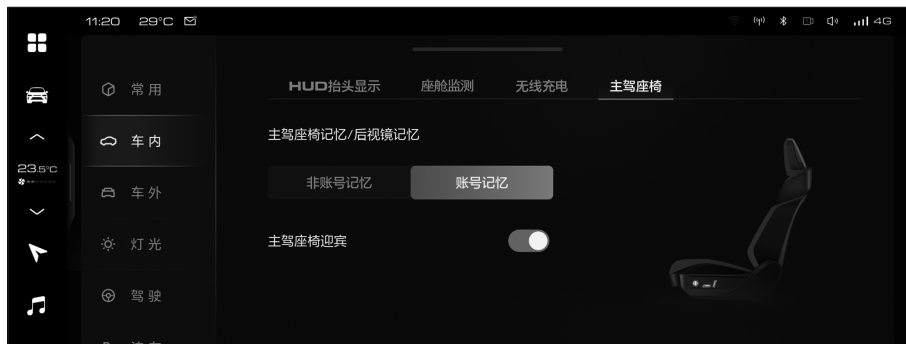 11:20 29°C 4G
常用
车内
23.5°C
车外
灯光
驾驶
HUD抬头显示 座舱监测 无线充电 主驾座椅
主驾座椅记忆/后视镜记忆
非账号记忆 账号记忆
主驾座椅迎宾